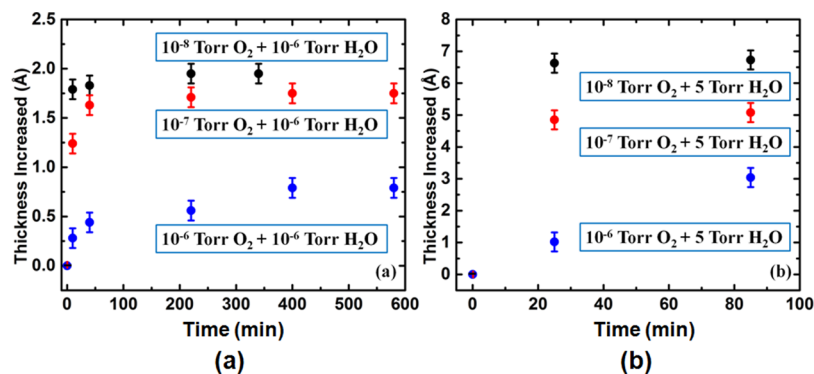 (a)
10⁻⁸ Torr O₂ + 10⁻⁶ Torr H₂O
10⁻⁷ Torr O₂ + 10⁻⁶ Torr H₂O
10⁻⁶ Torr O₂ + 10⁻⁶ Torr H₂O
(a)
Thickness Increased (Å)
2.5
2.0
1.5
1.0
0.5
0.0
0 100 200 300 400 500 600
Time (min)
(a)
(b)
10⁻⁸ Torr O₂ + 5 Torr H₂O
10⁻⁷ Torr O₂ + 5 Torr H₂O
10⁻⁶ Torr O₂ + 5 Torr H₂O
(b)
Thickness Increased (Å)
8
7
6
5
4
3
2
1
0
0 20 40 60 80 100
Time (min)
(b)